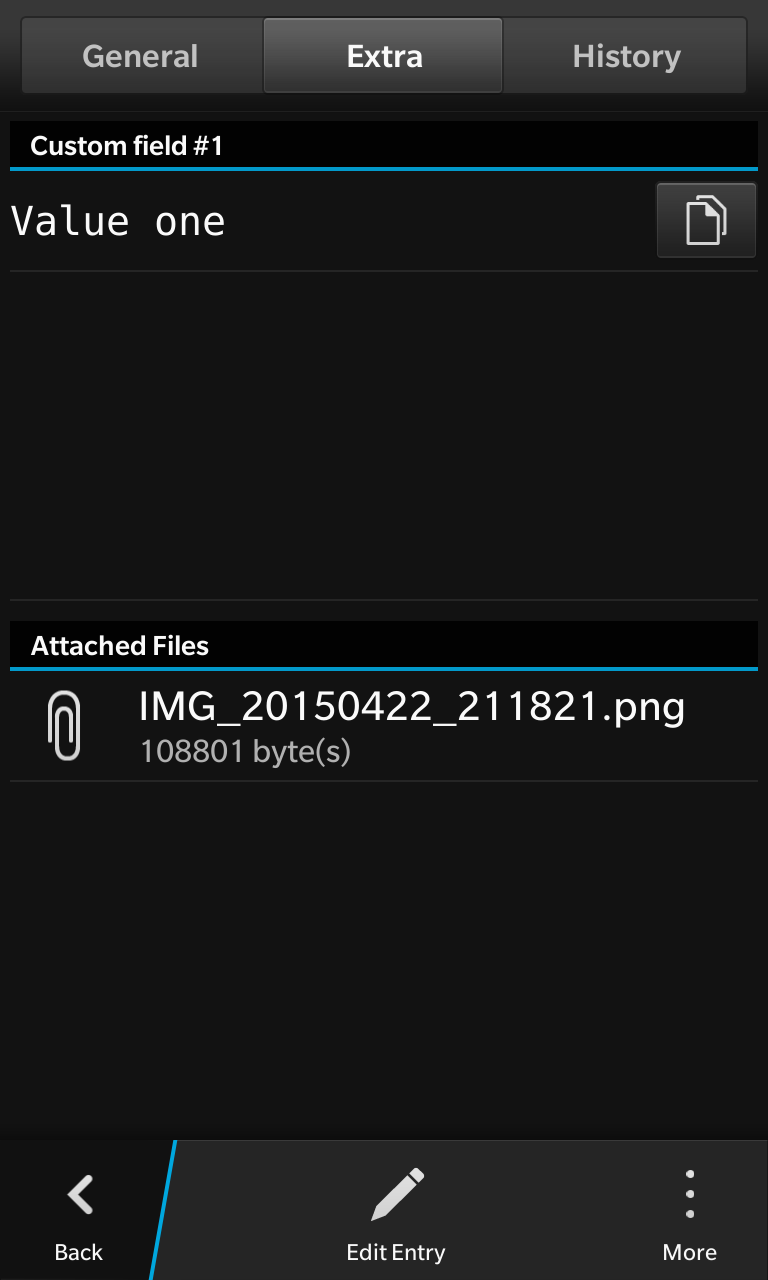 General Extra History
Custom field #1
Value one
Attached Files
IMG_20150422_211821.png
108801 byte(s)
Back Edit Entry More